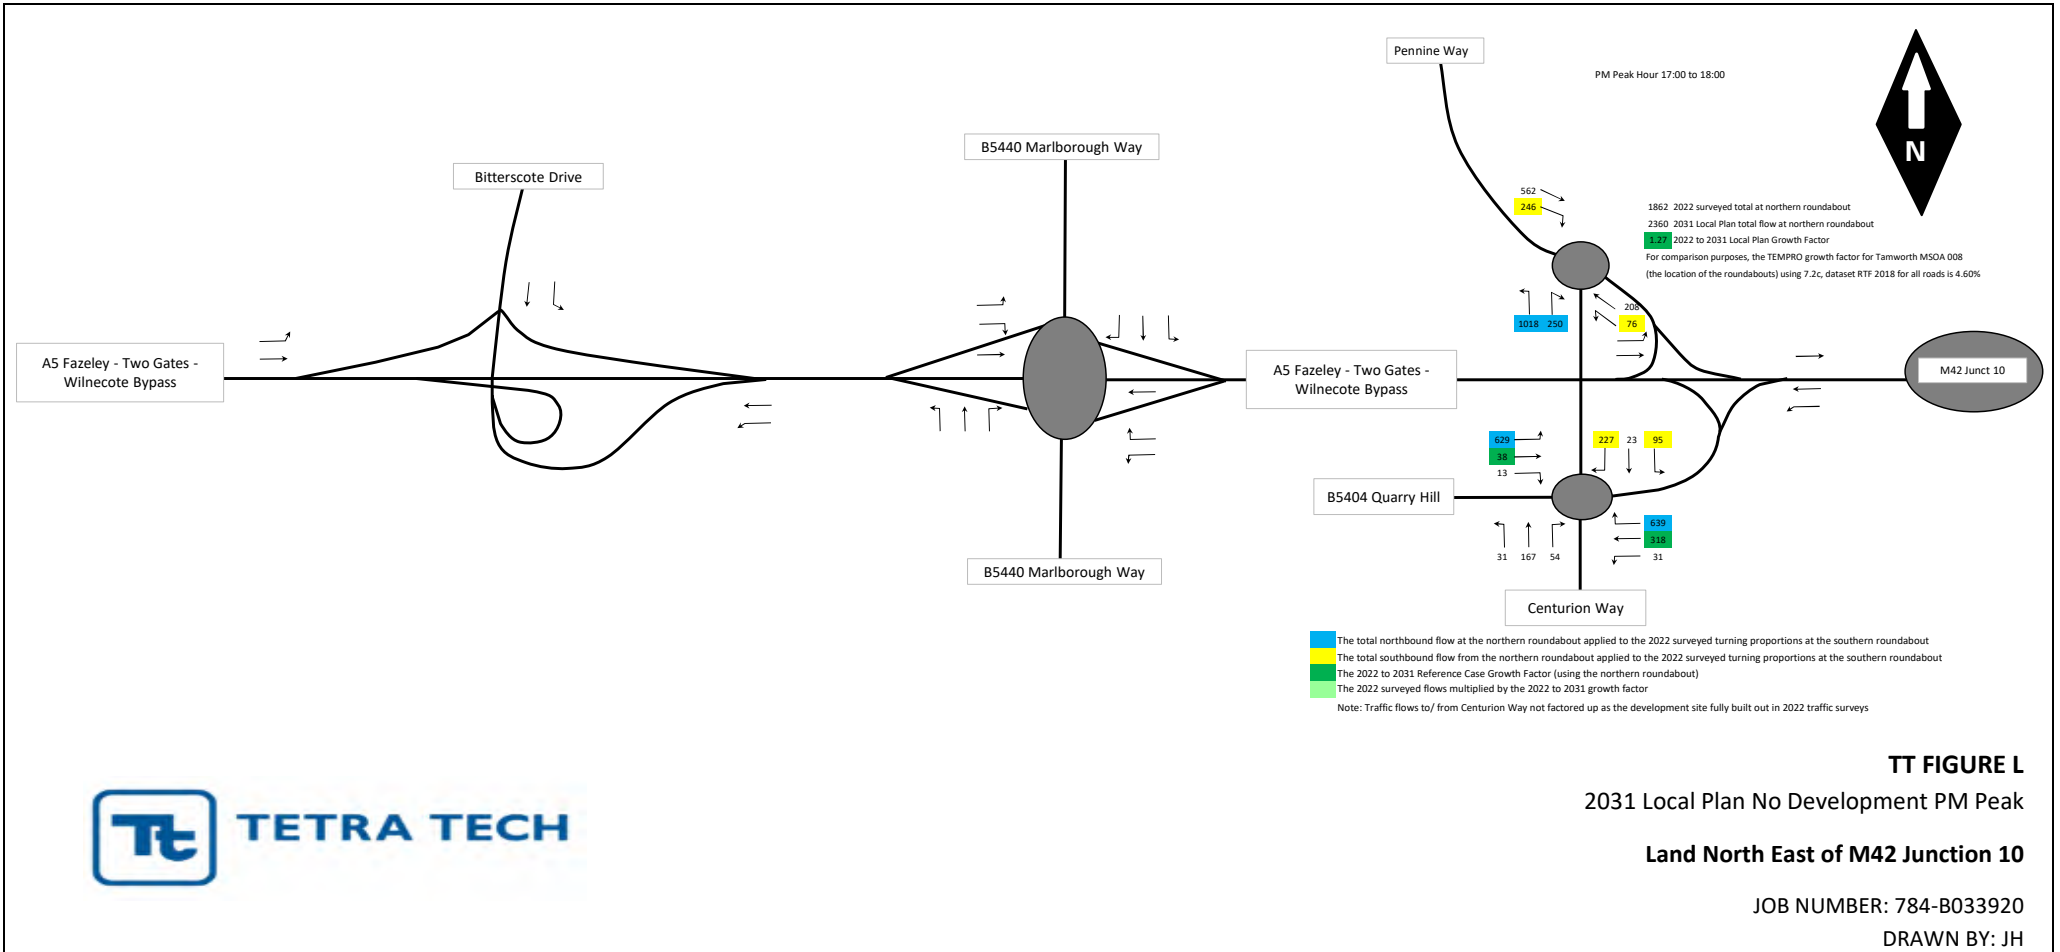 Pennine Way
PM Peak Hour 17:00 to 18:00
N
B5440 Marlborough Way
Bitterscote Drive
562
246
1862 2022 surveyed total at northern roundabout
2360 2031 Local Plan total flow at northern roundabout
1.27 2022 to 2031 Local Plan Growth Factor
For comparison purposes, the TEMPRO growth factor for Tamworth MSOA 008
(the location of the roundabouts) using 7.2c, dataset RTF 2018 for all roads is 4.60%
208
1018 250
76
A5 Fazeley - Two Gates -
Wilnecote Bypass
A5 Fazeley - Two Gates -
Wilnecote Bypass
M42 Junct 10
629
38
13
227 23 95
B5404 Quarry Hill
639
318
31
31 167 54
B5440 Marlborough Way
Centurion Way
The total northbound flow at the northern roundabout applied to the 2022 surveyed turning proportions at the southern roundabout
The total southbound flow from the northern roundabout applied to the 2022 surveyed turning proportions at the southern roundabout
The 2022 to 2031 Reference Case Growth Factor (using the northern roundabout)
The 2022 surveyed flows multiplied by the 2022 to 2031 growth factor
Note: Traffic flows to/ from Centurion Way not factored up as the development site fully built out in 2022 traffic surveys
TT FIGURE L
2031 Local Plan No Development PM Peak
Land North East of M42 Junction 10
JOB NUMBER: 784-B033920
DRAWN BY: JH
Tt TETRA TECH